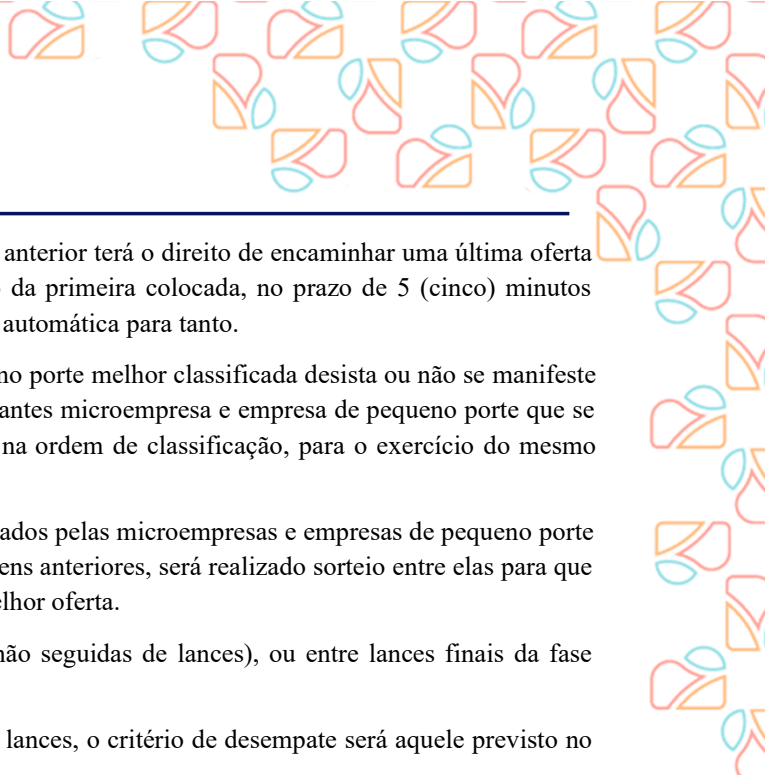 anterior terá o direito de encaminhar uma última oferta
da primeira colocada, no prazo de 5 (cinco) minutos
automática para tanto.
no porte melhor classificada desista ou não se manifeste
antes microempresa e empresa de pequeno porte que se
na ordem de classificação, para o exercício do mesmo
ados pelas microempresas e empresas de pequeno porte
ens anteriores, será realizado sorteio entre elas para que
elhor oferta.
não seguidas de lances), ou entre lances finais da fase
lances, o critério de desempate será aquele previsto no